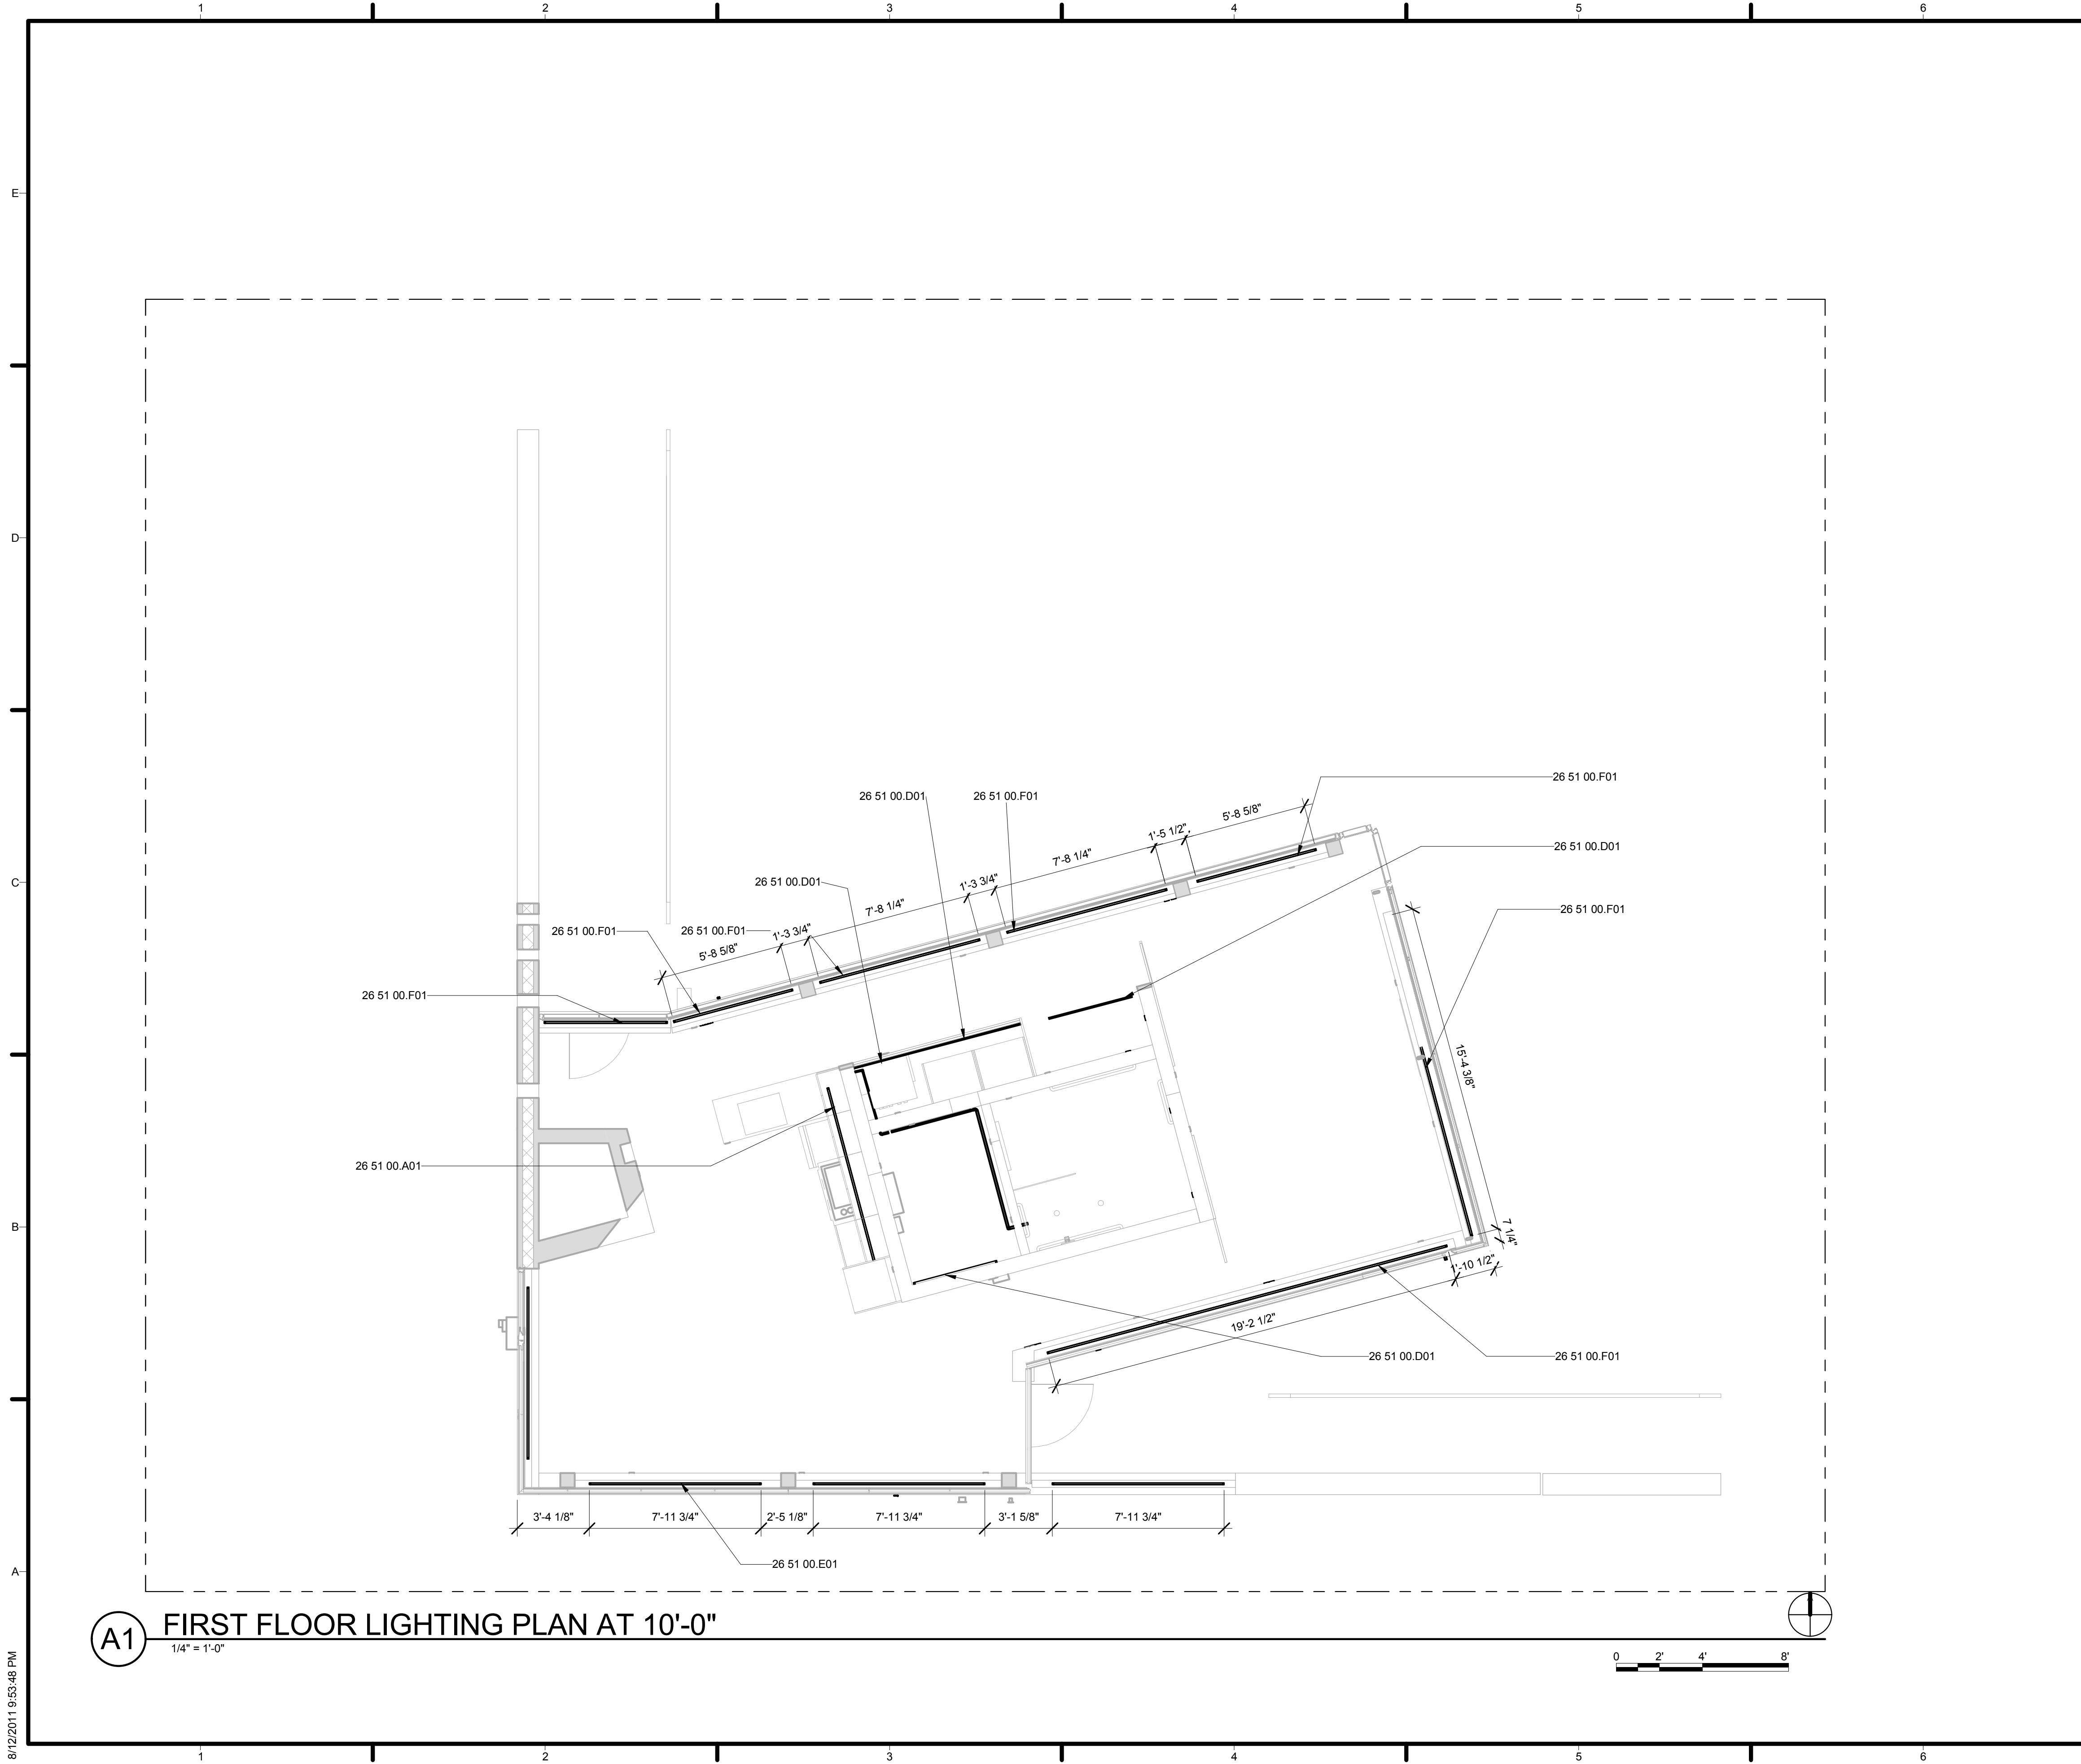 1 2 3 4 5 6
E
D
C
B
A
26 51 00.F01
26 51 00.D01 26 51 00.F01
5'-8 5/8"
1'-5 1/2"
26 51 00.D01
7'-8 1/4"
26 51 00.D01
1'-3 3/4"
7'-8 1/4"
26 51 00.F01
26 51 00.F01 26 51 00.F01 1'-3 3/4"
5'-8 5/8"
26 51 00.F01
15'-4 3/8"
26 51 00.A01
7 1/4"
1'-10 1/2"
19'-2 1/2"
26 51 00.D01 26 51 00.F01
3'-4 1/8" 7'-11 3/4" 2'-5 1/8" 7'-11 3/4" 3'-1 5/8" 7'-11 3/4"
26 51 00.E01
A1 FIRST FLOOR LIGHTING PLAN AT 10'-0"
1/4" = 1'-0"
0 2' 4' 8'
8/12/2011 9:53:48 PM
1 2 3 4 5 6